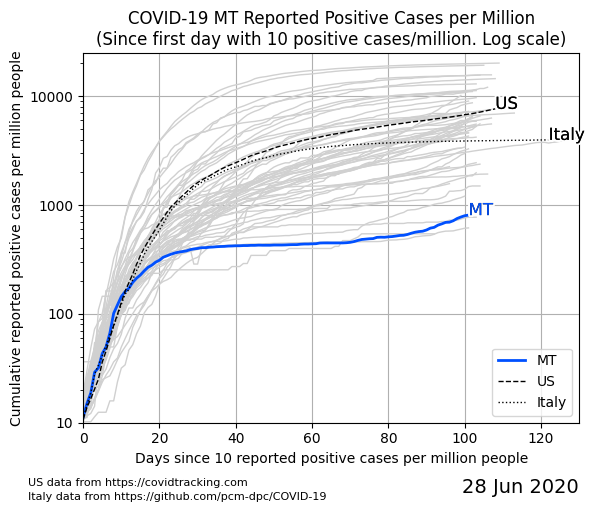 COVID-19 MT Reported Positive Cases per Million
(Since first day with 10 positive cases/million. Log scale)
Cumulative reported positive cases per million people
10000
1000
100
10
US
Italy
MT
MT
US
Italy
0
20
40
60
80
100
120
Days since 10 reported positive cases per million people
US data from https://covidtracking.com
Italy data from https://github.com/pcm-dpc/COVID-19
28 Jun 2020